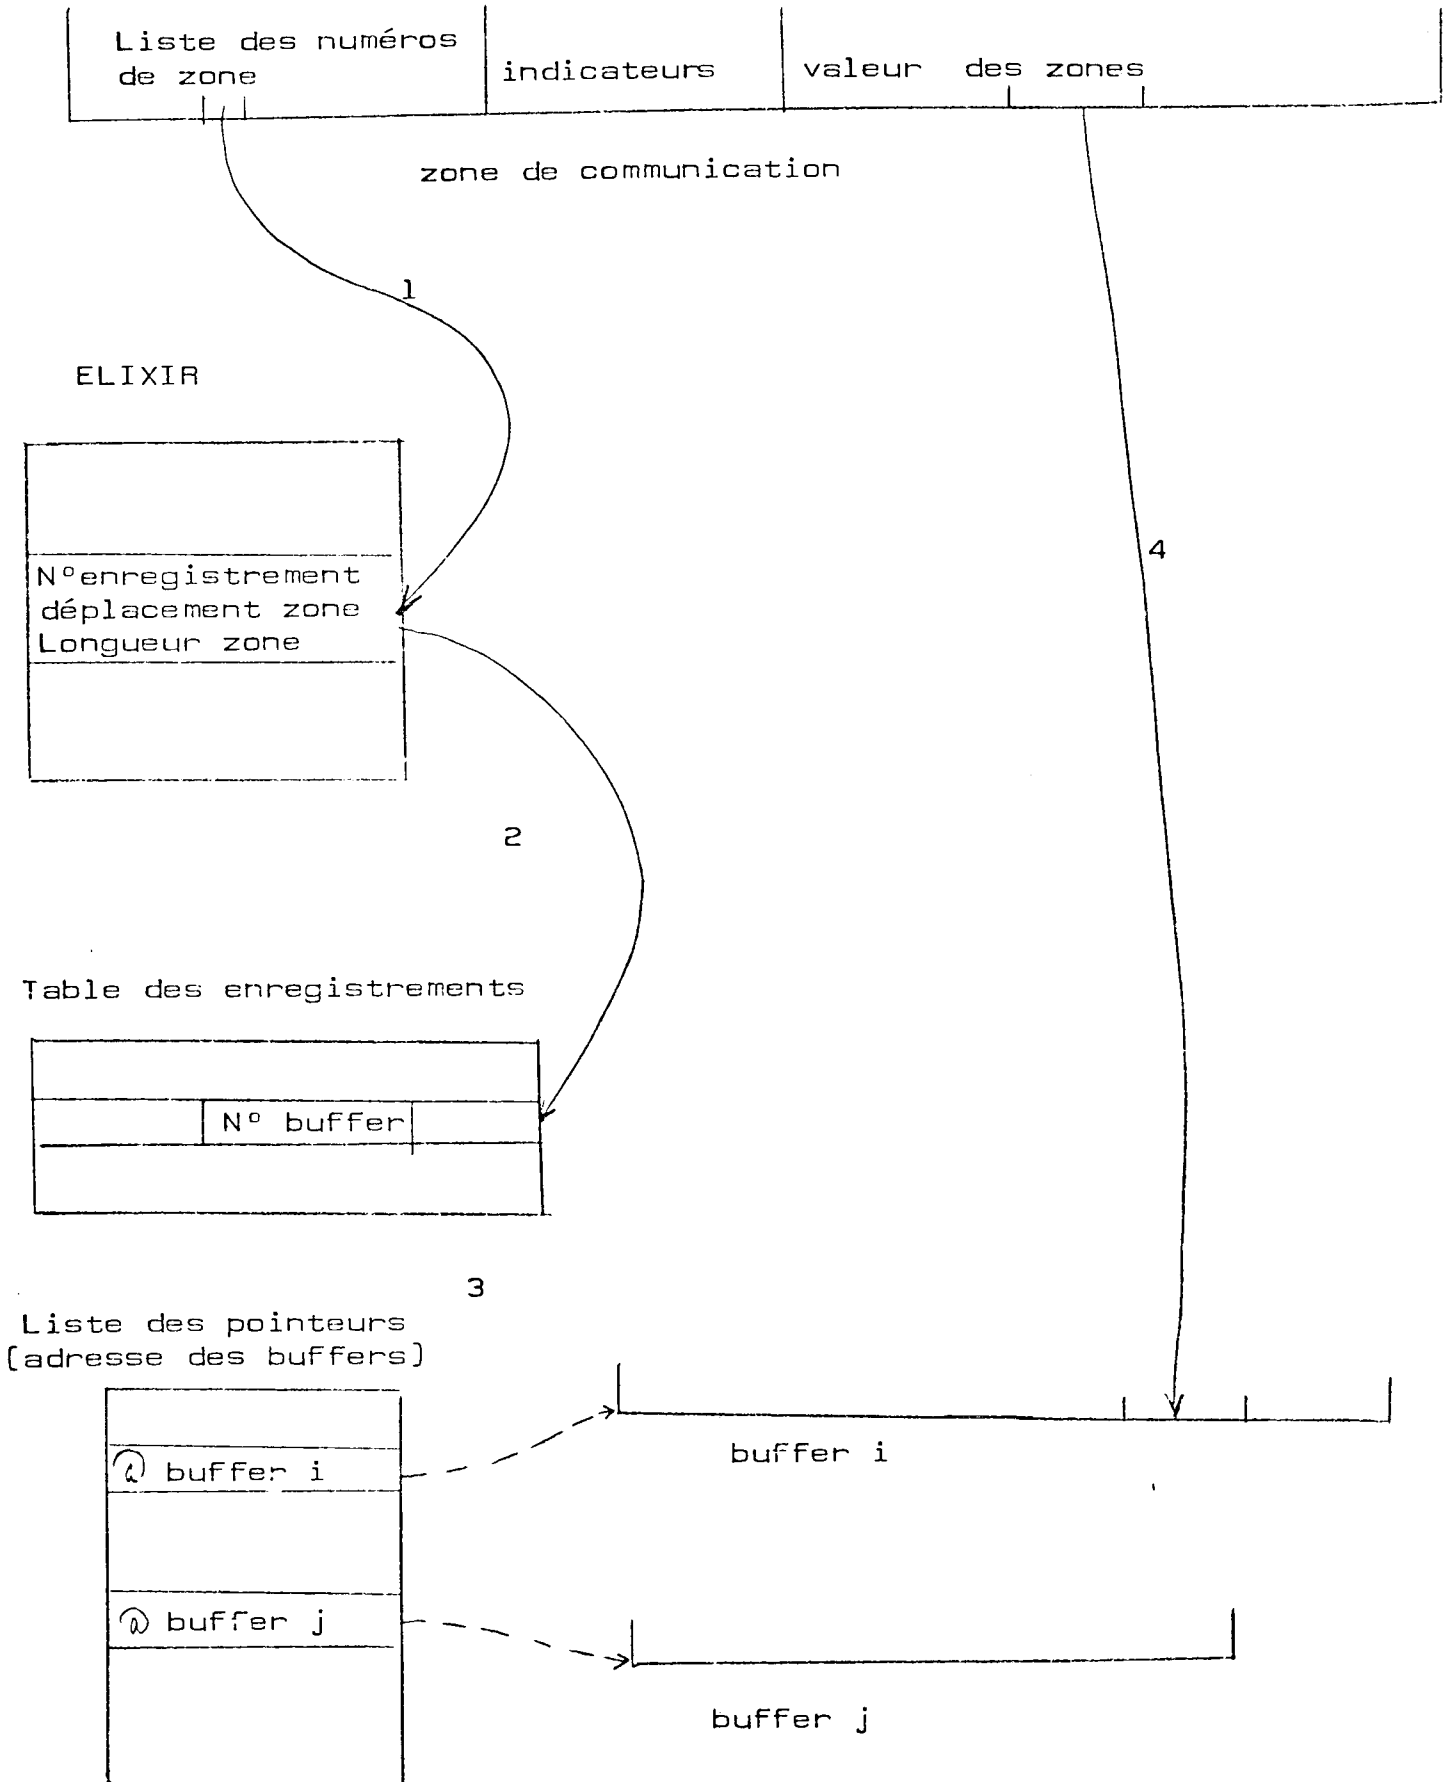 Liste des numéros
de zone
indicateurs
valeur des zones
zone de communication
1
ELIXIR
4
N°enregistrement
déplacement zone
Longueur zone
2
Table des enregistrements
N° buffer
3
Liste des pointeurs
(adresse des buffers)
@ buffer i
buffer i
@ buffer j
buffer j